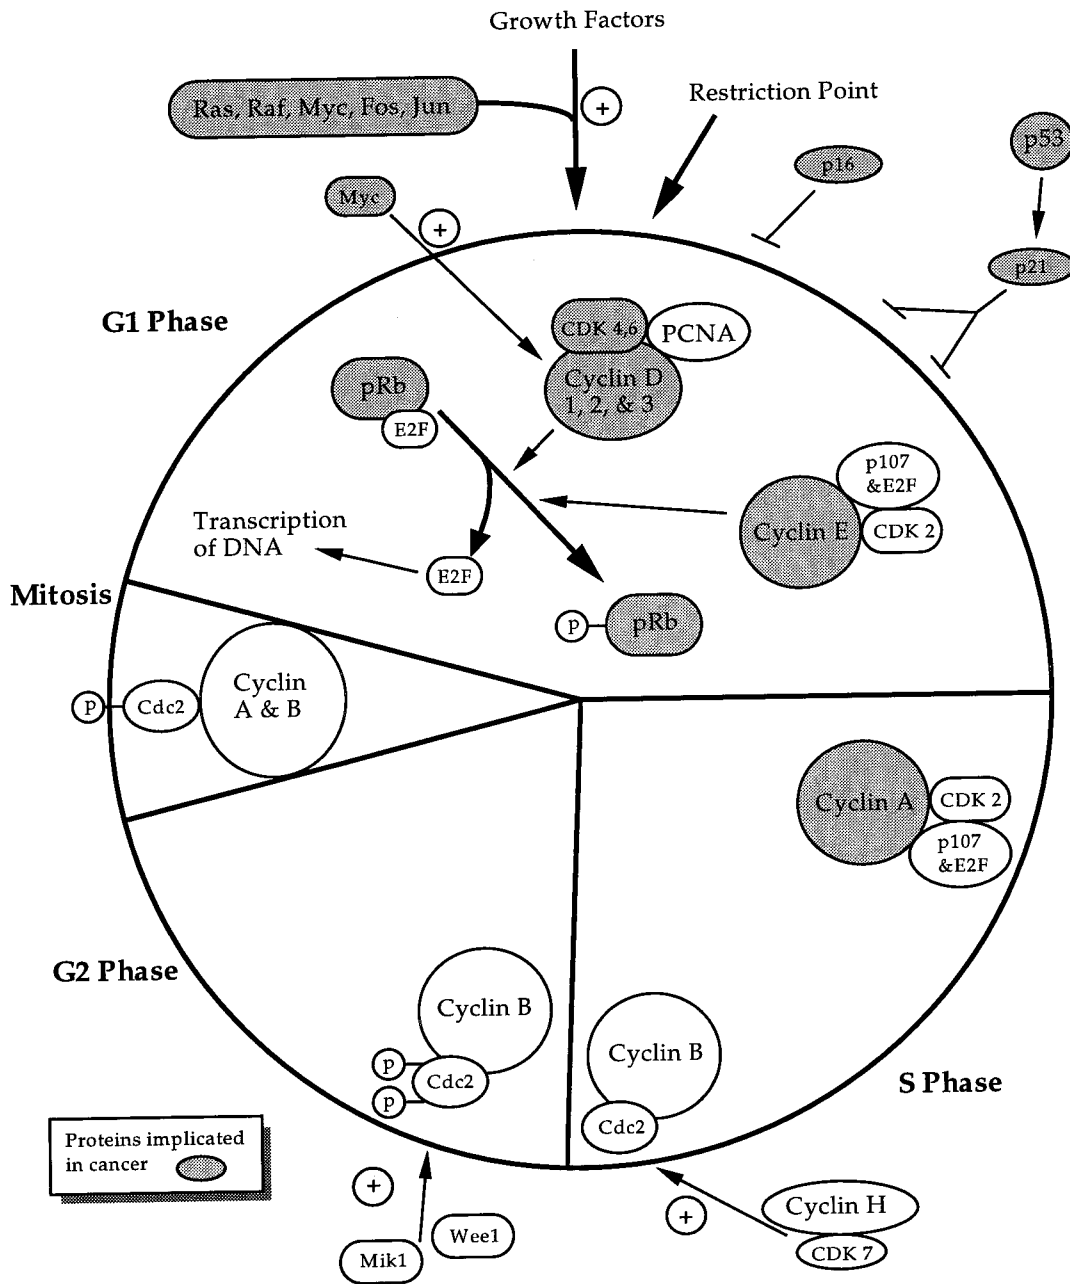 Growth Factors
Ras, Raf, Myc, Fos, Jun
+
Restriction Point
p53
p16
Myc
+
p21
G1 Phase
CDK 4,6
PCNA
pRb
Cyclin D
1, 2, & 3
E2F
p107
&E2F
Cyclin E
CDK 2
Transcription
of DNA
E2F
Mitosis
p
pRb
Cyclin
A & B
P
Cdc2
Cyclin A
CDK 2
p107
&E2F
G2 Phase
Cyclin B
Cyclin B
p
Cdc2
p
S Phase
Cdc2
Proteins implicated
in cancer
+
Cyclin H
+
Wee1
Mik1
CDK 7